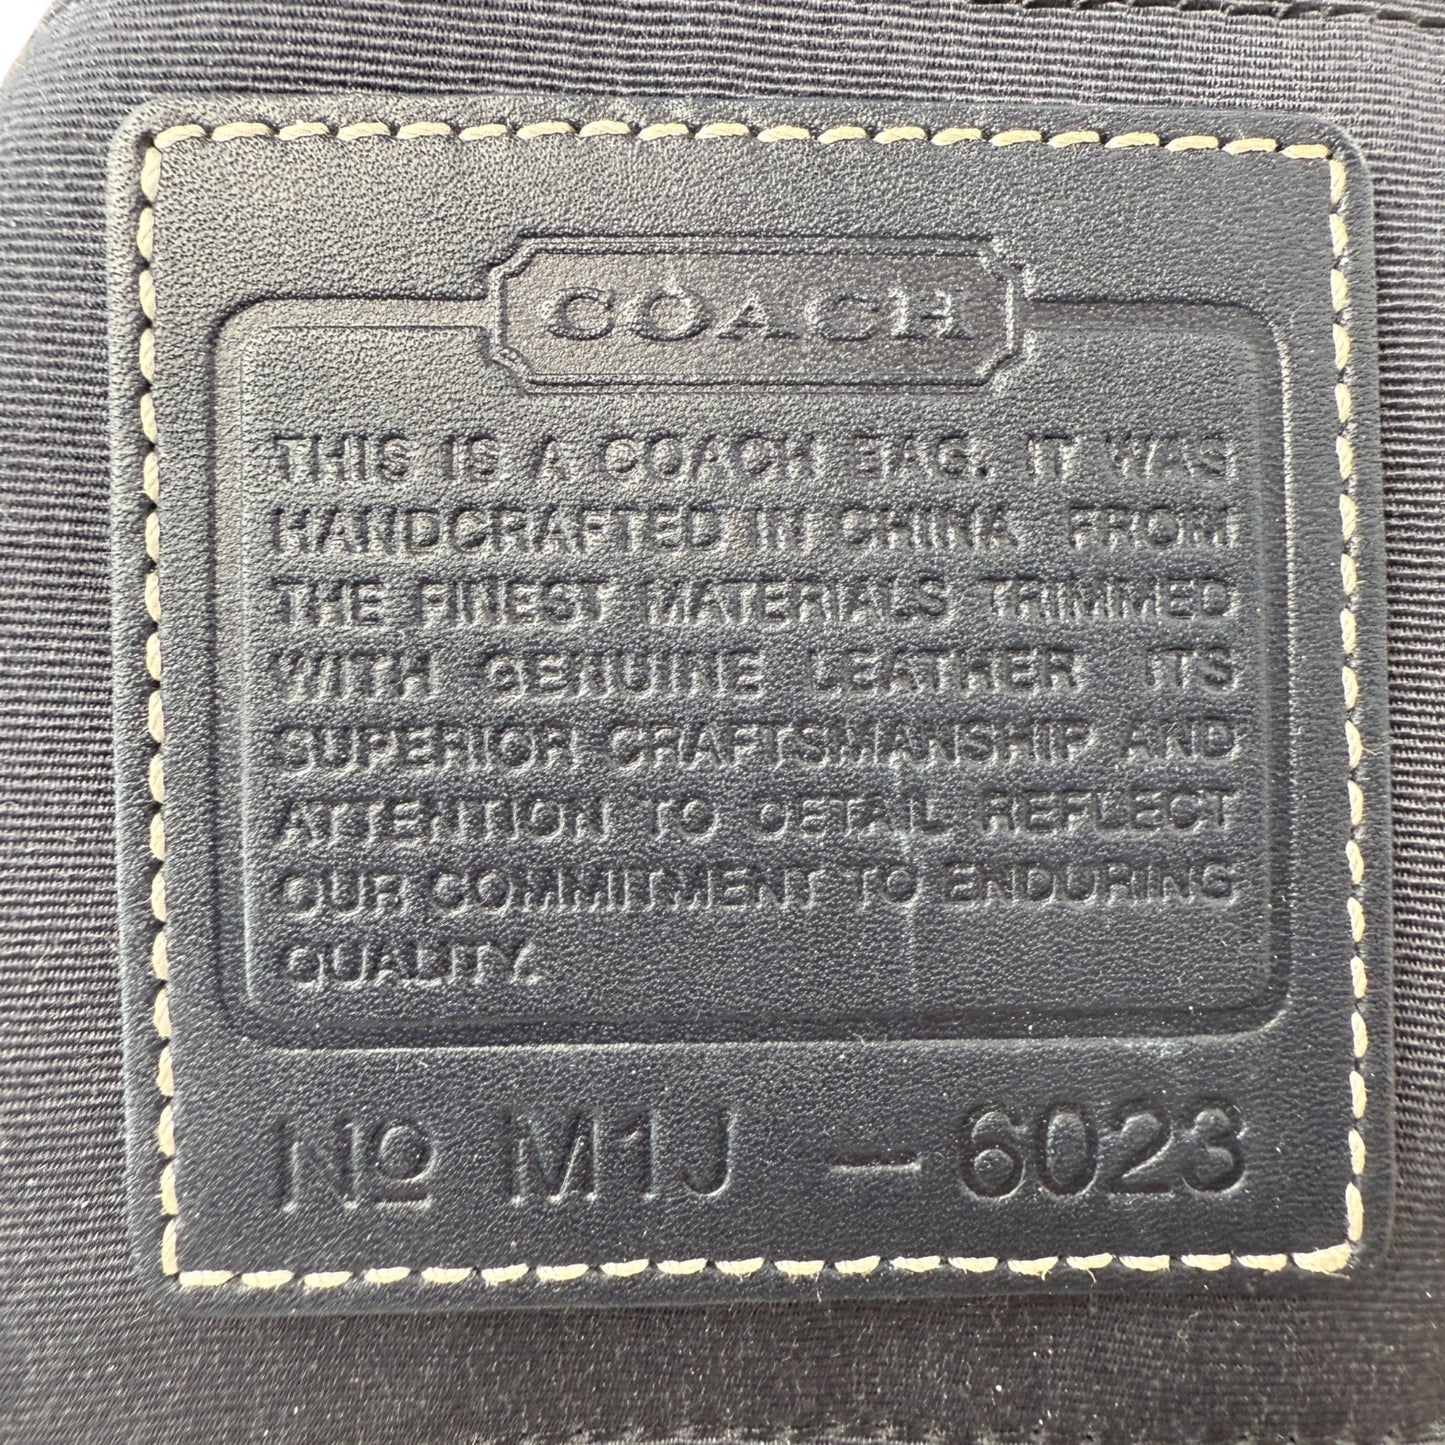 COACH
THIS IS A COACH BAG. IT WAS
HANDCRAFTED IN CHINA FROM
THE FINEST MATERIALS TRIMMED
WITH GENUINE LEATHER ITS
SUPERIOR CRAFTSMANSHIP AND
ATTENTION TO DETAIL REFLECT
OUR COMMITMENT TO ENDURING
QUALITY.
No M1J - 6023